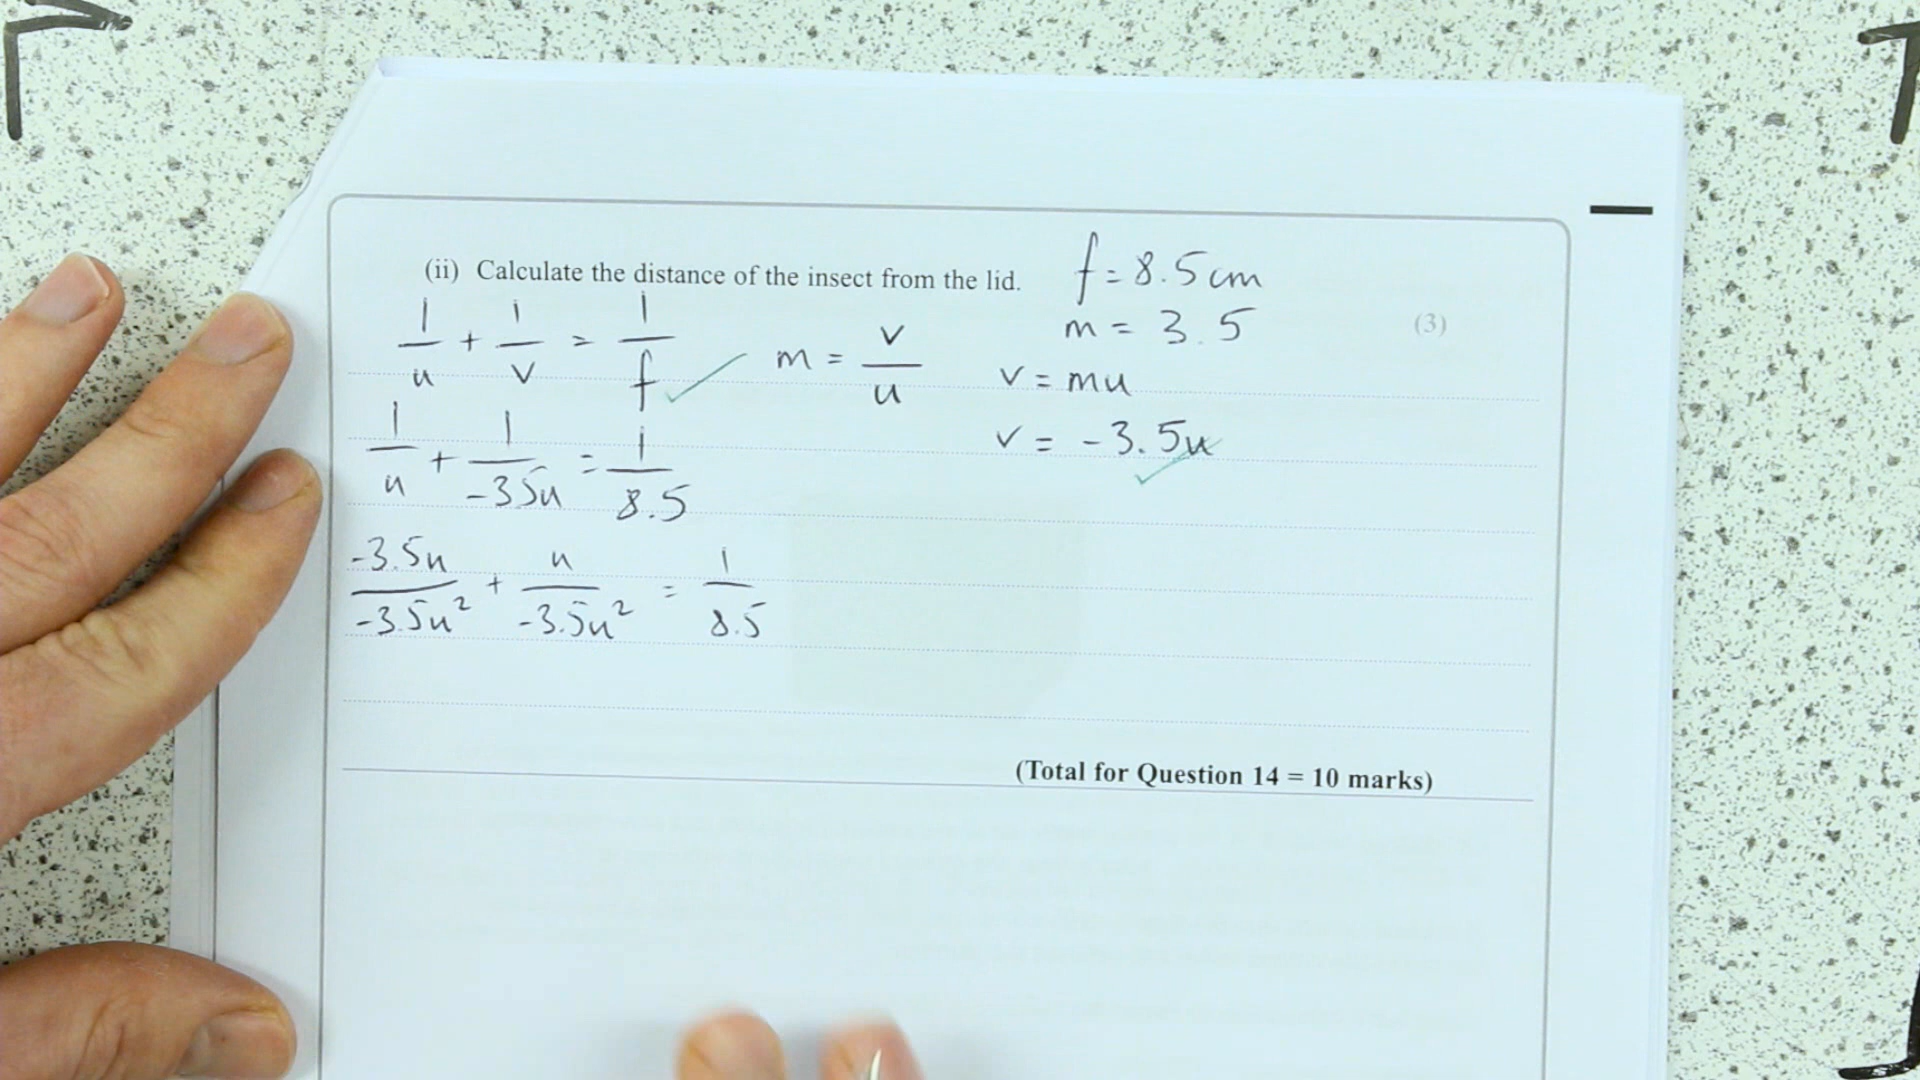 (ii) Calculate the distance of the insect from the lid.
f = 8.5 cm
m = 3.5
(3)
1/u + 1/v = 1/f
m = v/u
v = mu
v = -3.5u
1/u + 1/-3.5u = 1/8.5
-3.5u/-3.5u² + u/-3.5u² = 1/8.5
(Total for Question 14 = 10 marks)